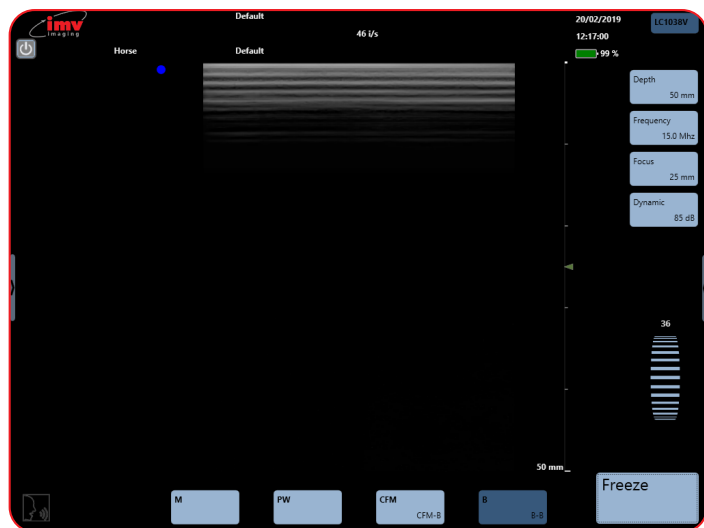 imv
imaging
Default
46 i/s
20/02/2019
12:17:00
99 %
LC1038V
Horse
Default
Depth
50 mm
Frequency
15.0 Mhz
Focus
25 mm
Dynamic
85 dB
36
50 mm
Freeze
M
PW
CFM
CFM-B
B
B-B